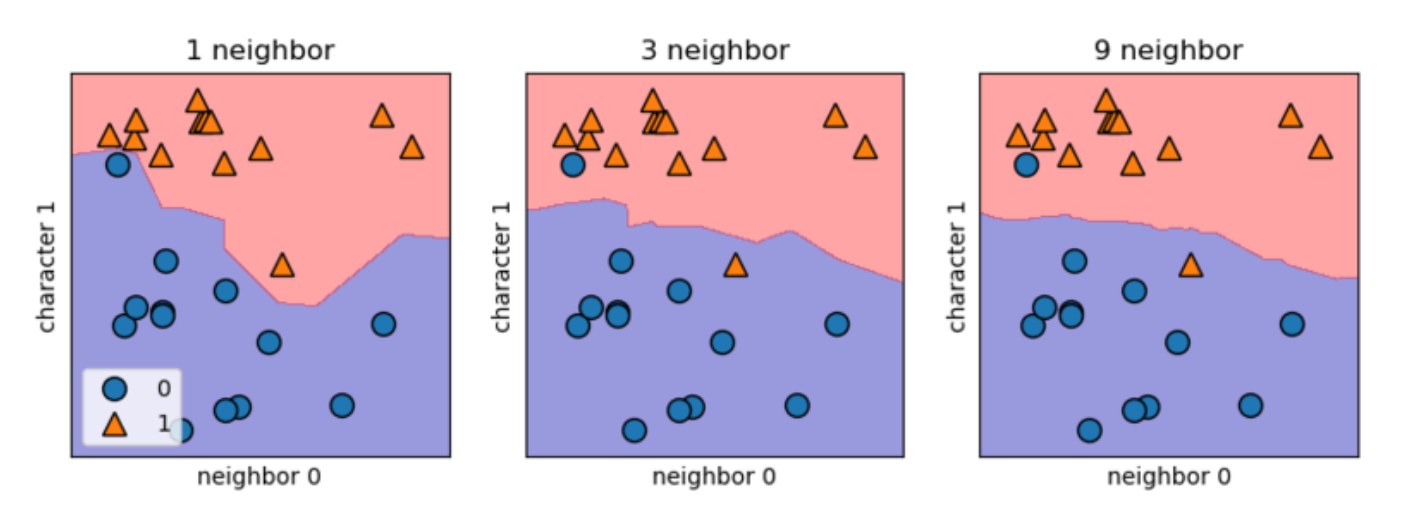 1 neighbor
character 1
0
1
neighbor 0
3 neighbor
character 1
neighbor 0
9 neighbor
character 1
neighbor 0